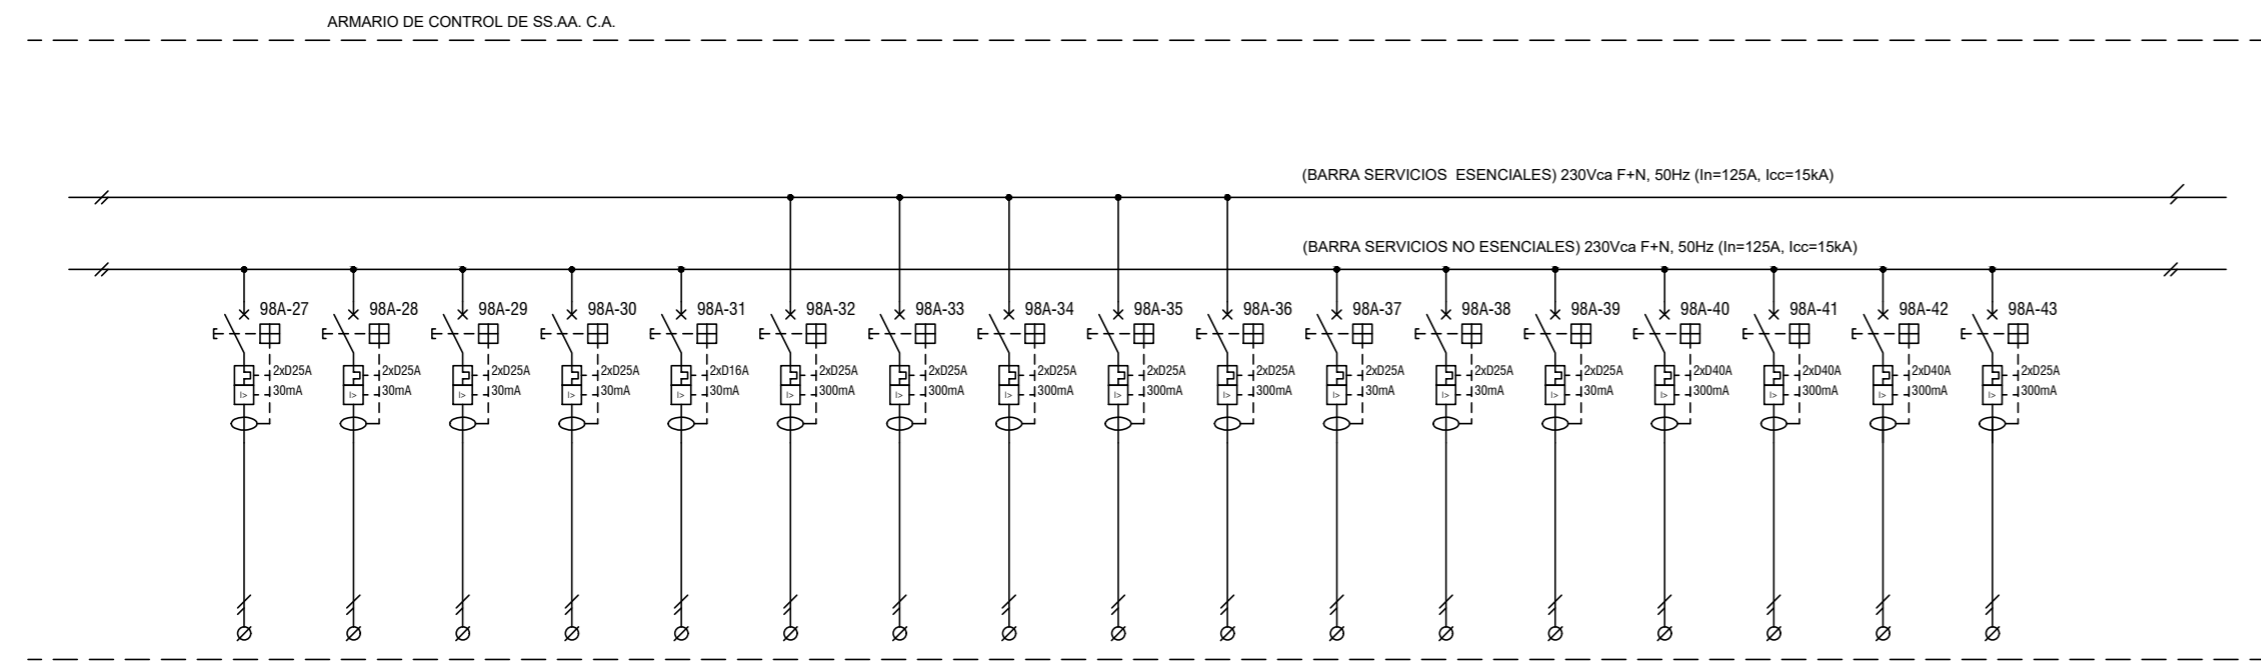 ARMARIO DE CONTROL DE SS.AA. C.A.
(BARRA SERVICIOS  ESENCIALES) 230Vca F+N, 50Hz (In=125A, Icc=15kA)
(BARRA SERVICIOS NO ESENCIALES) 230Vca F+N, 50Hz (In=125A, Icc=15kA)
98A-27 98A-28 98A-29 98A-30 98A-31 98A-32 98A-33 98A-34 98A-35 98A-36 98A-37 98A-38 98A-39 98A-40 98A-41 98A-42 98A-43
2xD25A 2xD25A 2xD25A 2xD25A 2xD16A 2xD25A 2xD25A 2xD25A 2xD25A 2xD25A 2xD25A 2xD25A 2xD25A 2xD40A 2xD40A 2xD40A 2xD25A
30mA 30mA 30mA 30mA 30mA 300mA 300mA 300mA 300mA 300mA 30mA 30mA 30mA 300mA 300mA 300mA 300mA
I> I> I> I> I> I> I> I> I> I> I> I> I> I> I> I> I>